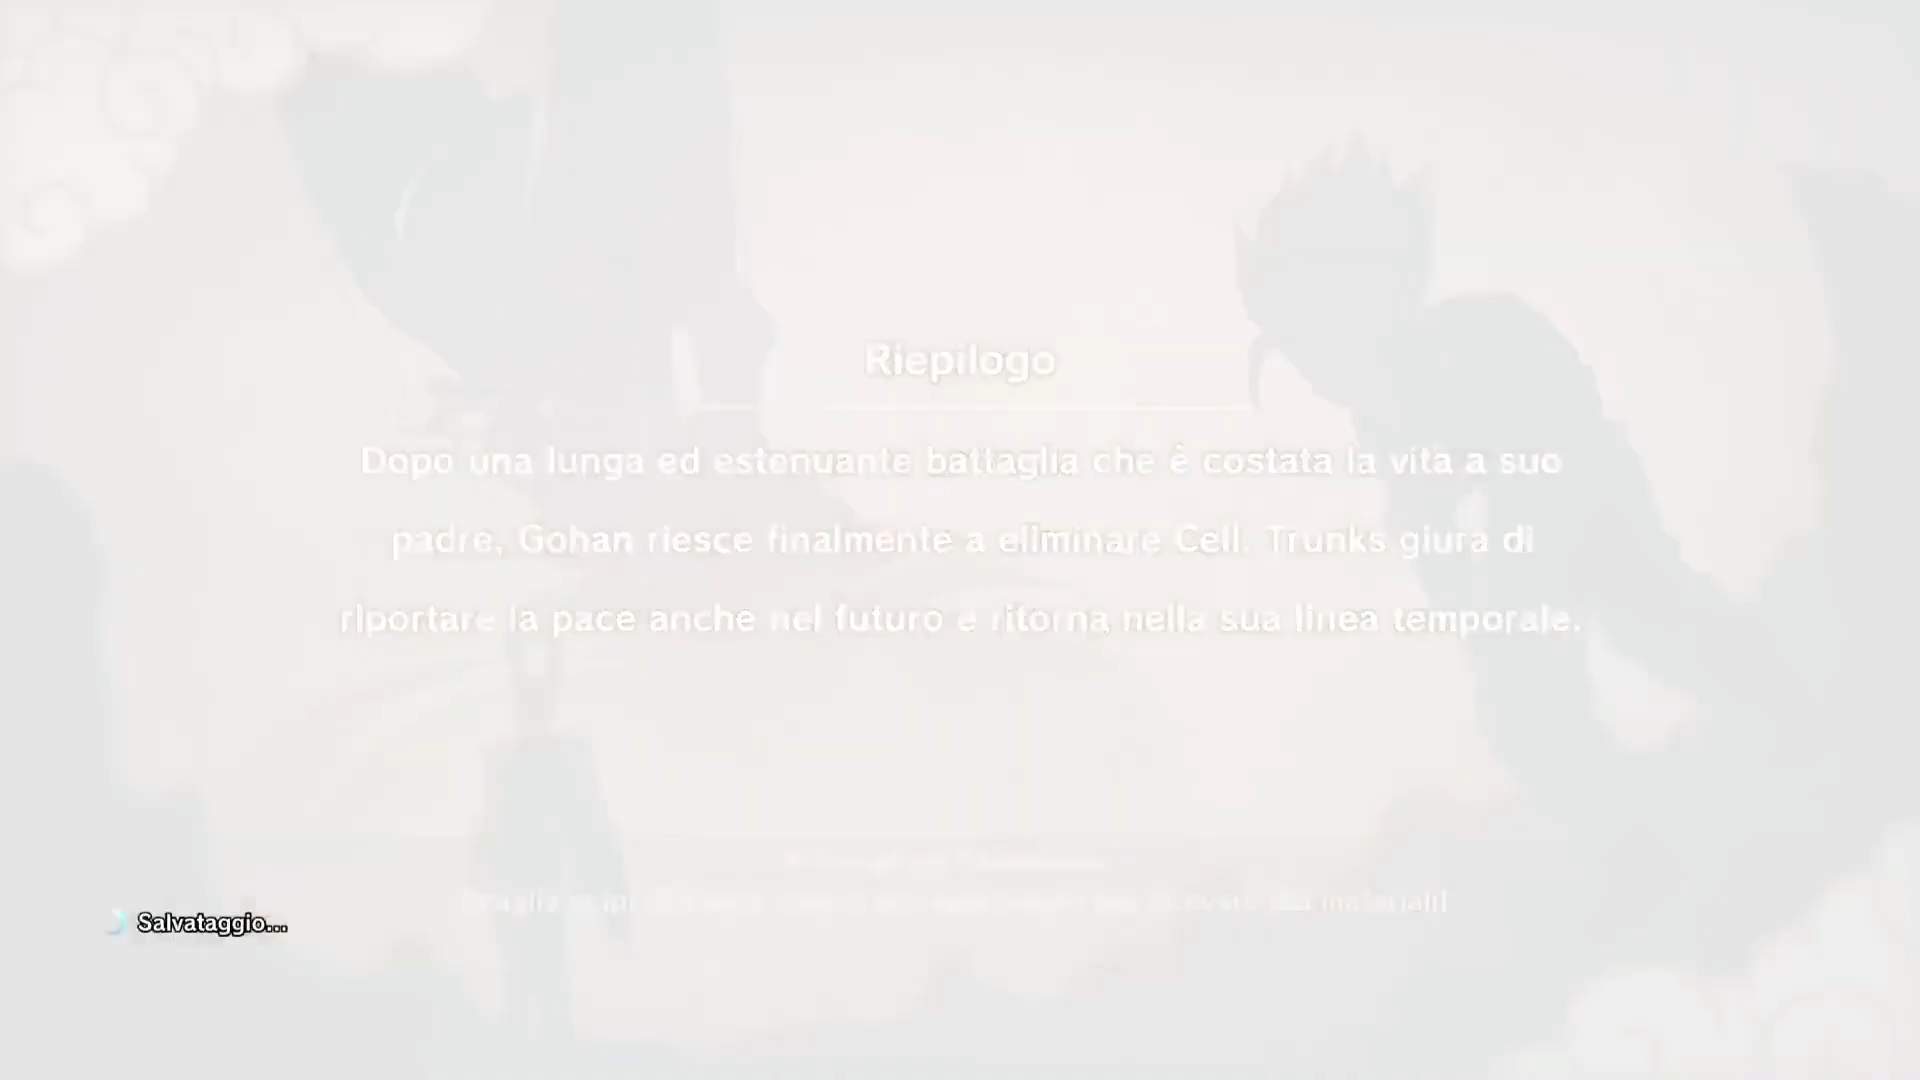 Riepilogo
Dopo una lunga ed estenuante battaglia che è costata la vita a suo
padre, Gohan riesce finalmente a eliminare Cell. Trunks giura di
riportare la pace anche nel futuro e ritorna nella sua linea temporale.
materiali!
Salvataggio...